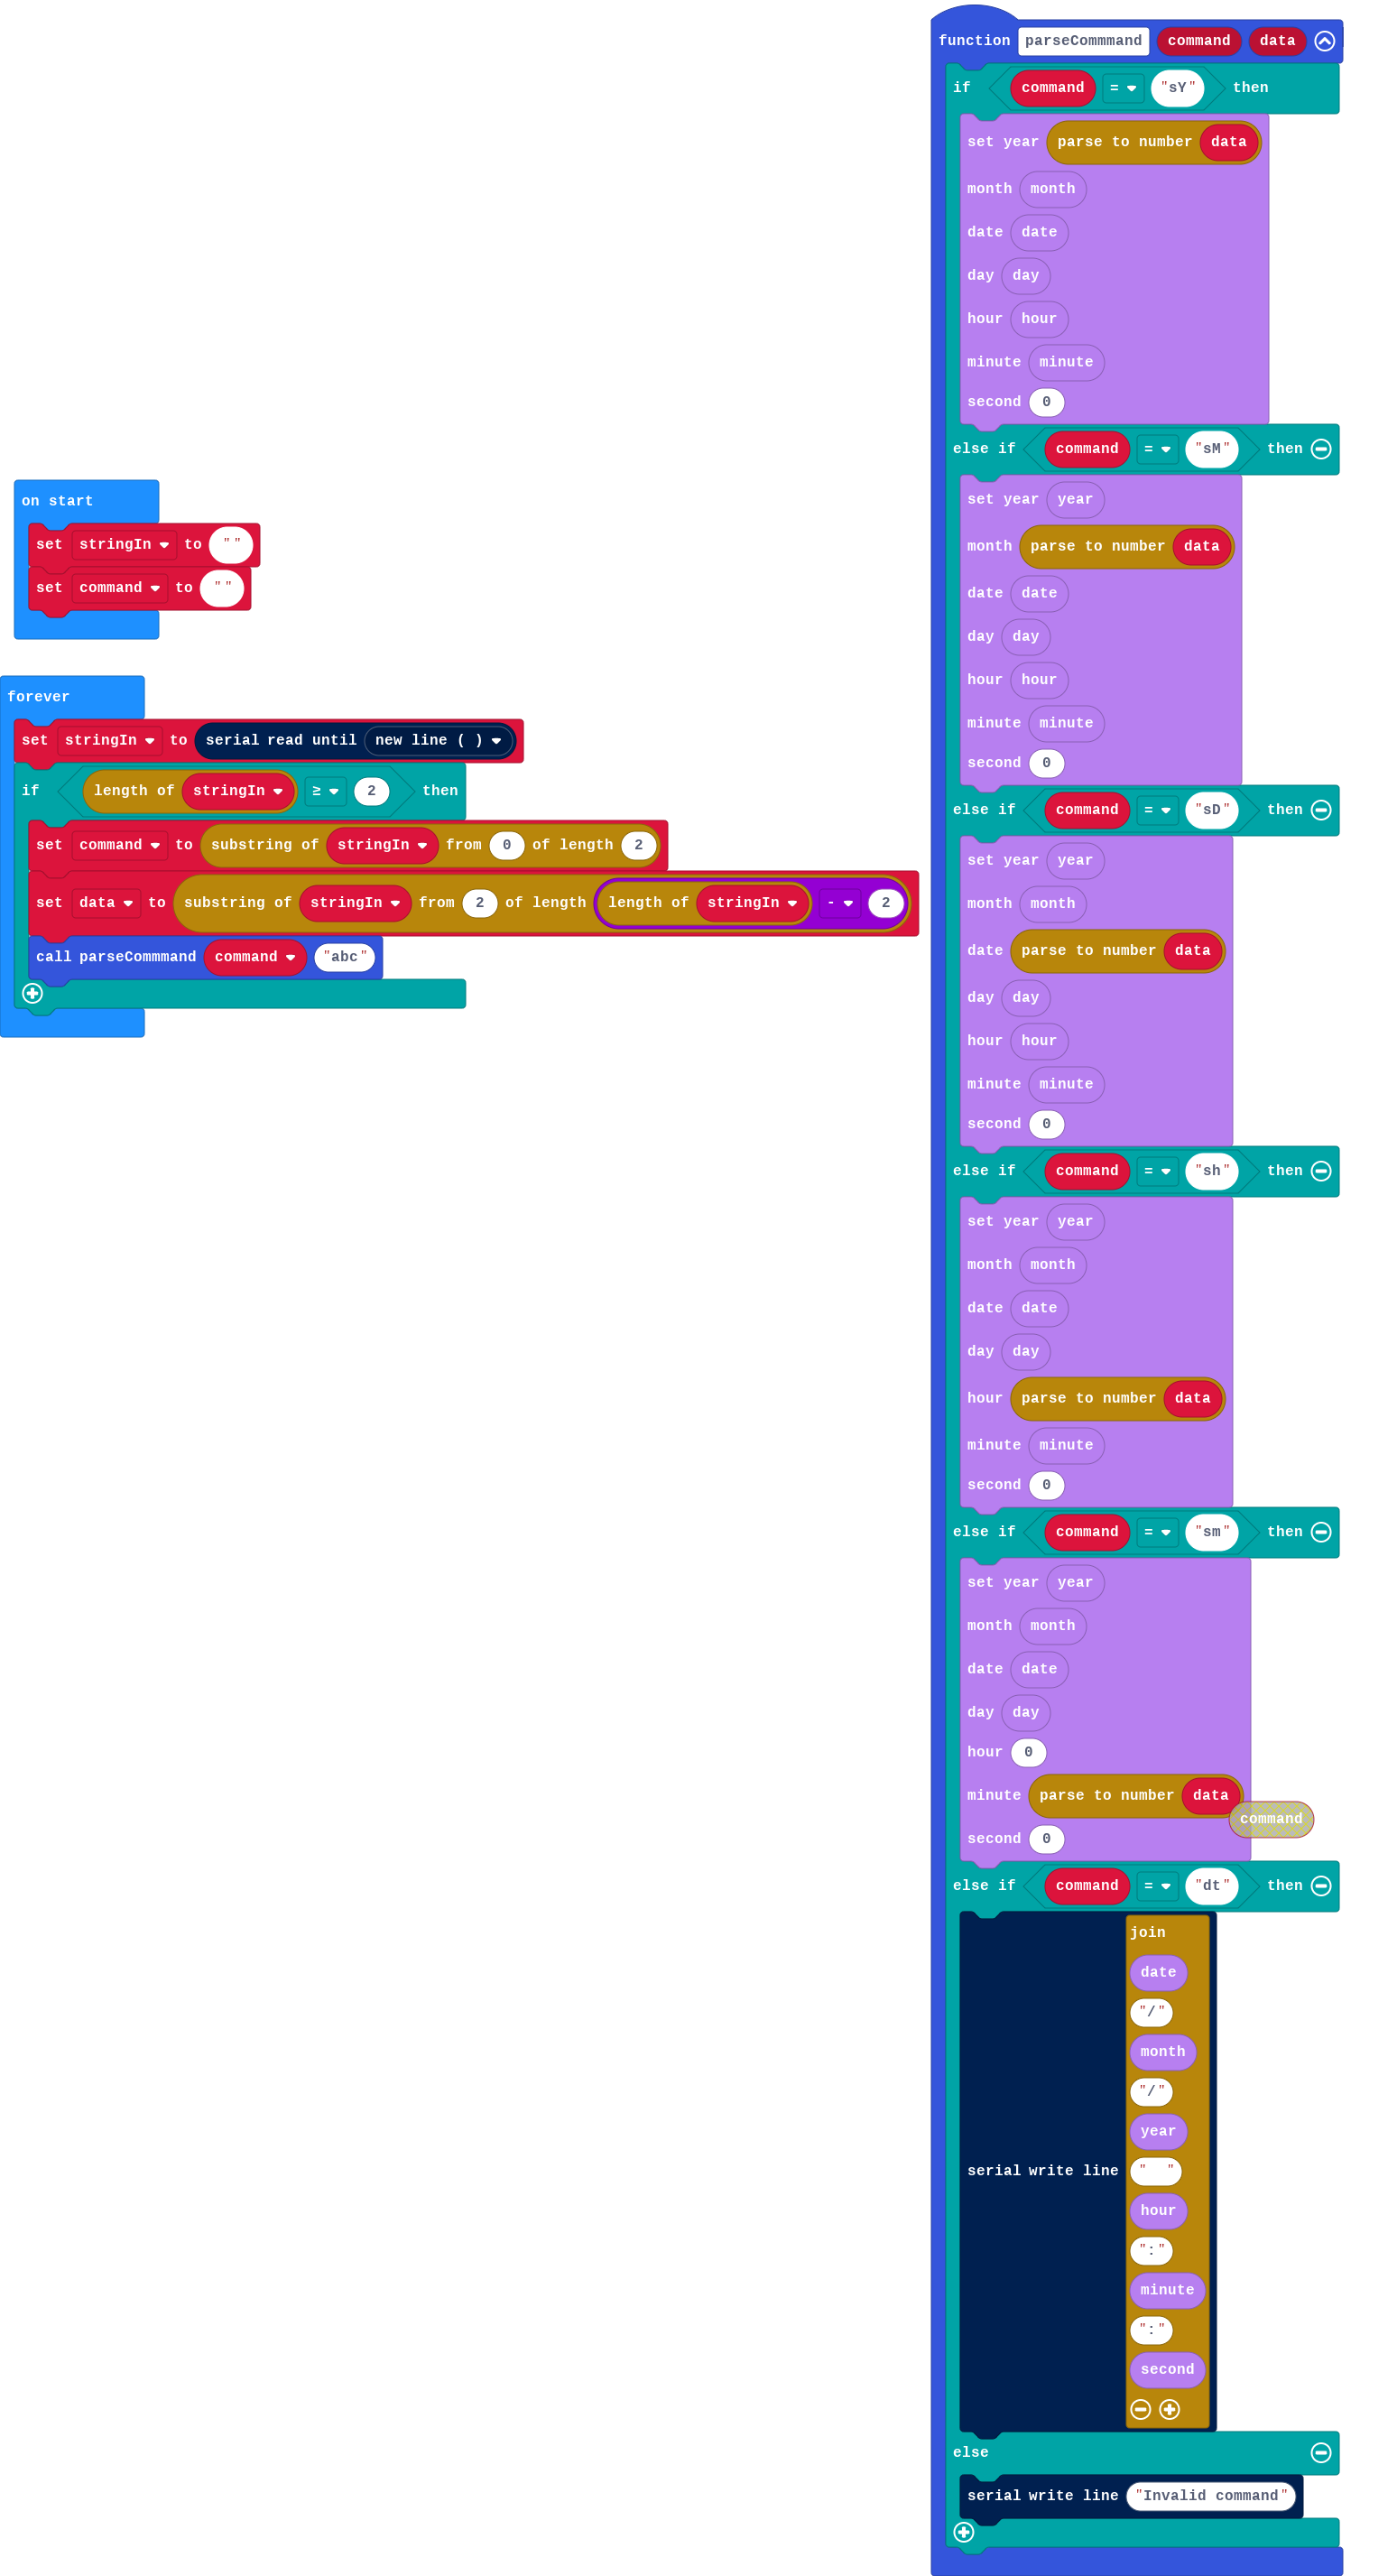 on start
set stringIn to " "
set command to " "
forever
set stringIn to serial read until new line ( )
if length of stringIn ≥ 2 then
set command to substring of stringIn from 0 of length 2
set data to substring of stringIn from 2 of length length of stringIn - 2
call parseCommmand command "abc"
function parseCommmand command data
if command = "sY" then
set year parse to number data
month month
date date
day day
hour hour
minute minute
second 0
else if command = "sM" then
set year year
month parse to number data
date date
day day
hour hour
minute minute
second 0
else if command = "sD" then
set year year
month month
date parse to number data
day day
hour hour
minute minute
second 0
else if command = "sh" then
set year year
month month
date date
day day
hour parse to number data
minute minute
second 0
else if command = "sm" then
set year year
month month
date date
day day
hour 0
minute parse to number data
command
second 0
else if command = "dt" then
serial write line join
date
"/"
month
"/"
year
" "
hour
":"
minute
":"
second
else
serial write line "Invalid command"